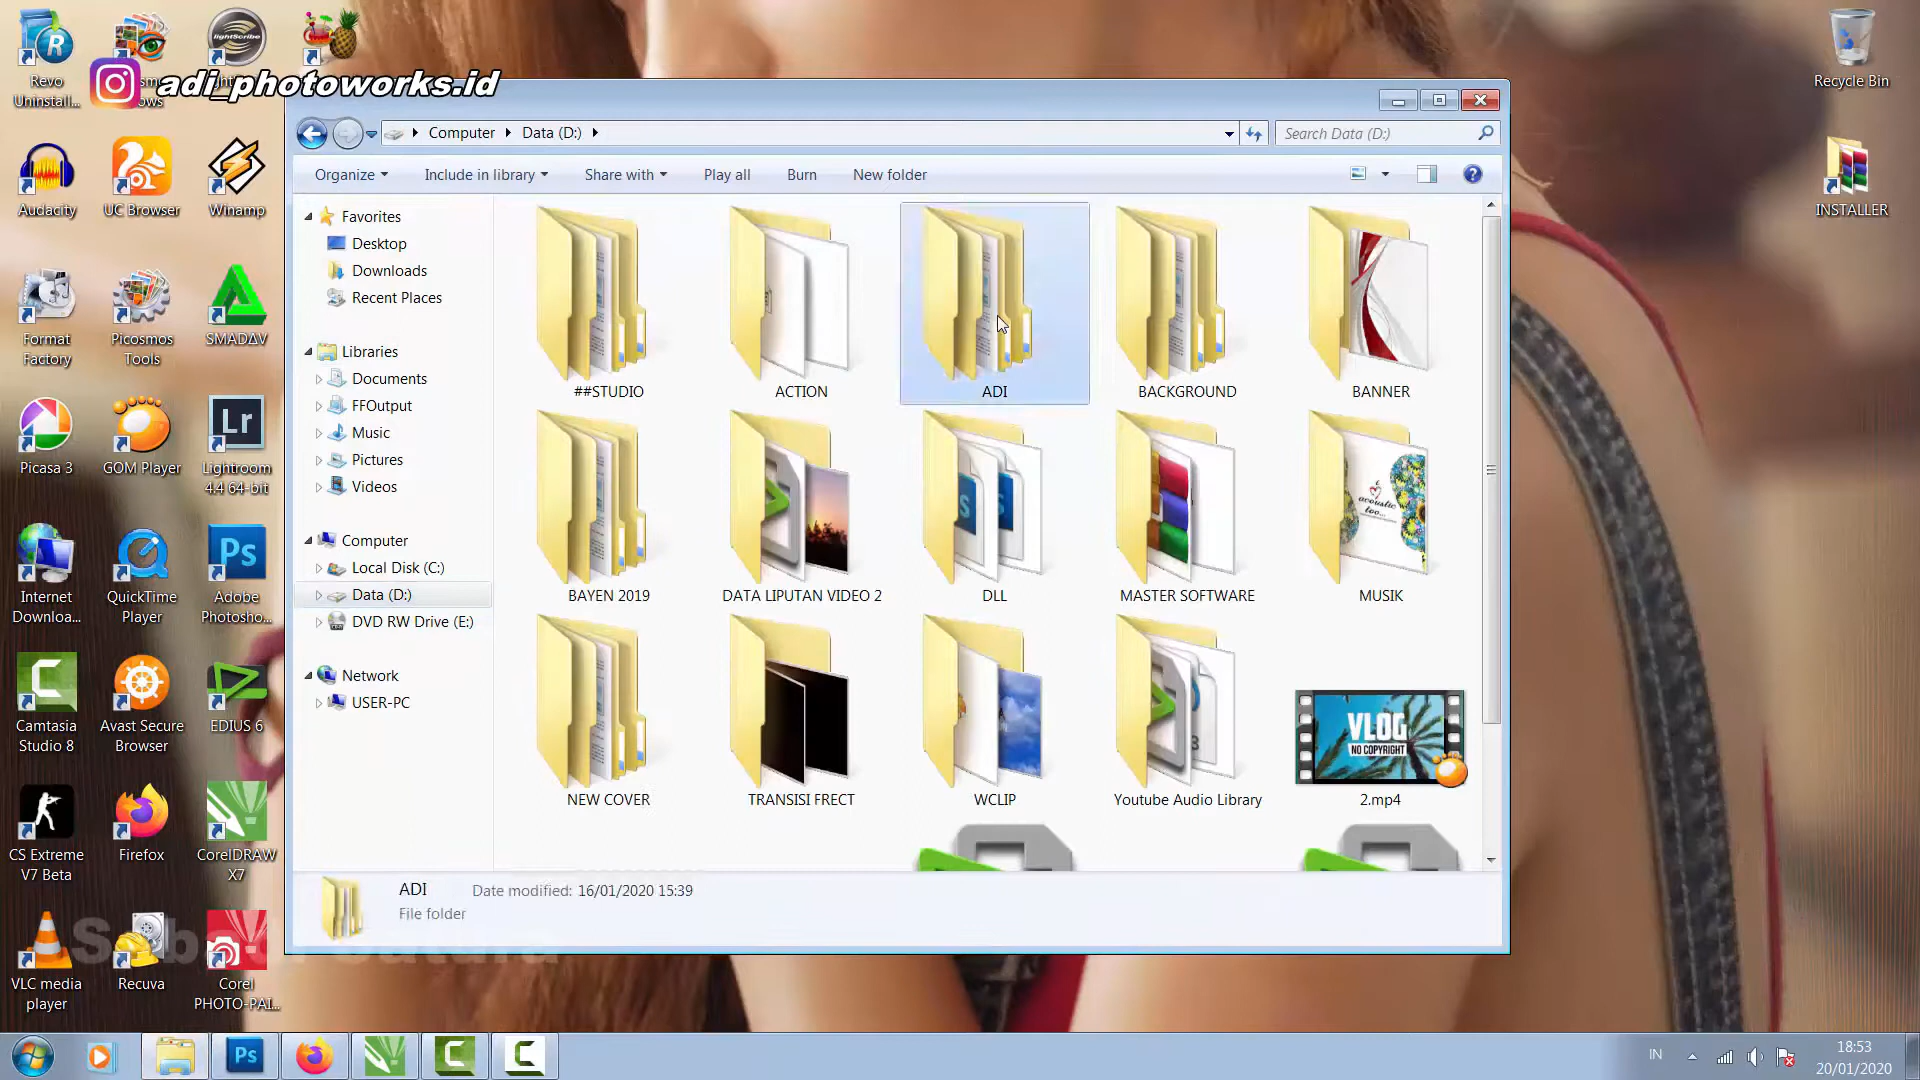 adi_photoworks.id
Revo
Uninstall...
Recycle Bin
Audacity
UC Browser
Winamp
INSTALLER
Format
Factory
Picosmos
Tools
SMADΔV
Picasa 3
GOM Player
Lightroom
4.4 64-bit
Internet
Downloa...
QuickTime
Player
Adobe
Photosho...
Camtasia
Studio 8
Avast Secure
Browser
EDIUS 6
CS Extreme
V7 Beta
Firefox
CorelDRAW
X7
VLC media
player
Recuva
Corel
PHOTO-PAI...
Computer
Data (D:)
Search Data (D:)
Organize
Include in library
Share with
Play all
Burn
New folder
Favorites
Desktop
Downloads
Recent Places
Libraries
Documents
FFOutput
Music
Pictures
Videos
Computer
Local Disk (C:)
Data (D:)
DVD RW Drive (E:)
Network
USER-PC
##STUDIO
ACTION
ADI
BACKGROUND
BANNER
BAYEN 2019
DATA LIPUTAN VIDEO 2
DLL
MASTER SOFTWARE
i
acoustic
too...
MUSIK
NEW COVER
TRANSISI FRECT
WCLIP
Youtube Audio Library
VLOG
NO COPYRIGHT
2.mp4
ADI
Date modified: 16/01/2020 15:39
File folder
Ps
IN
18:53
20/01/2020